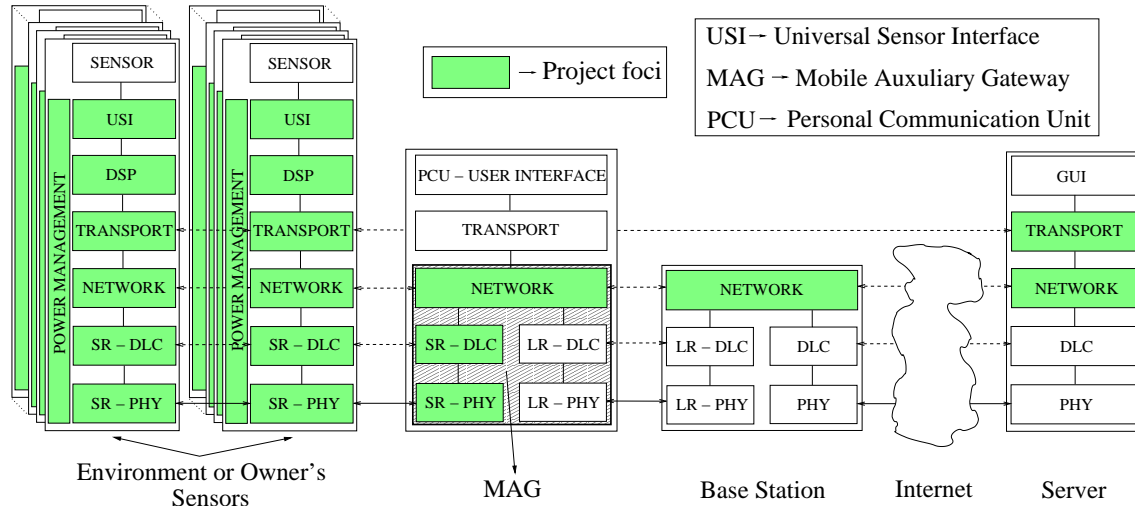 USI → Universal Sensor Interface
MAG → Mobile Auxuliary Gateway
PCU → Personal Communication Unit
→ Project foci
SENSOR
USI
DSP
TRANSPORT
NETWORK
SR – DLC
SR – PHY
POWER MANAGEMENT
SENSOR
USI
DSP
TRANSPORT
NETWORK
SR – DLC
SR – PHY
POWER MANAGEMENT
Environment or Owner's
Sensors
PCU – USER INTERFACE
TRANSPORT
NETWORK
SR – DLC
LR – DLC
SR – PHY
LR – PHY
MAG
NETWORK
LR – DLC
DLC
LR – PHY
PHY
Base Station
Internet
GUI
TRANSPORT
NETWORK
DLC
PHY
Server